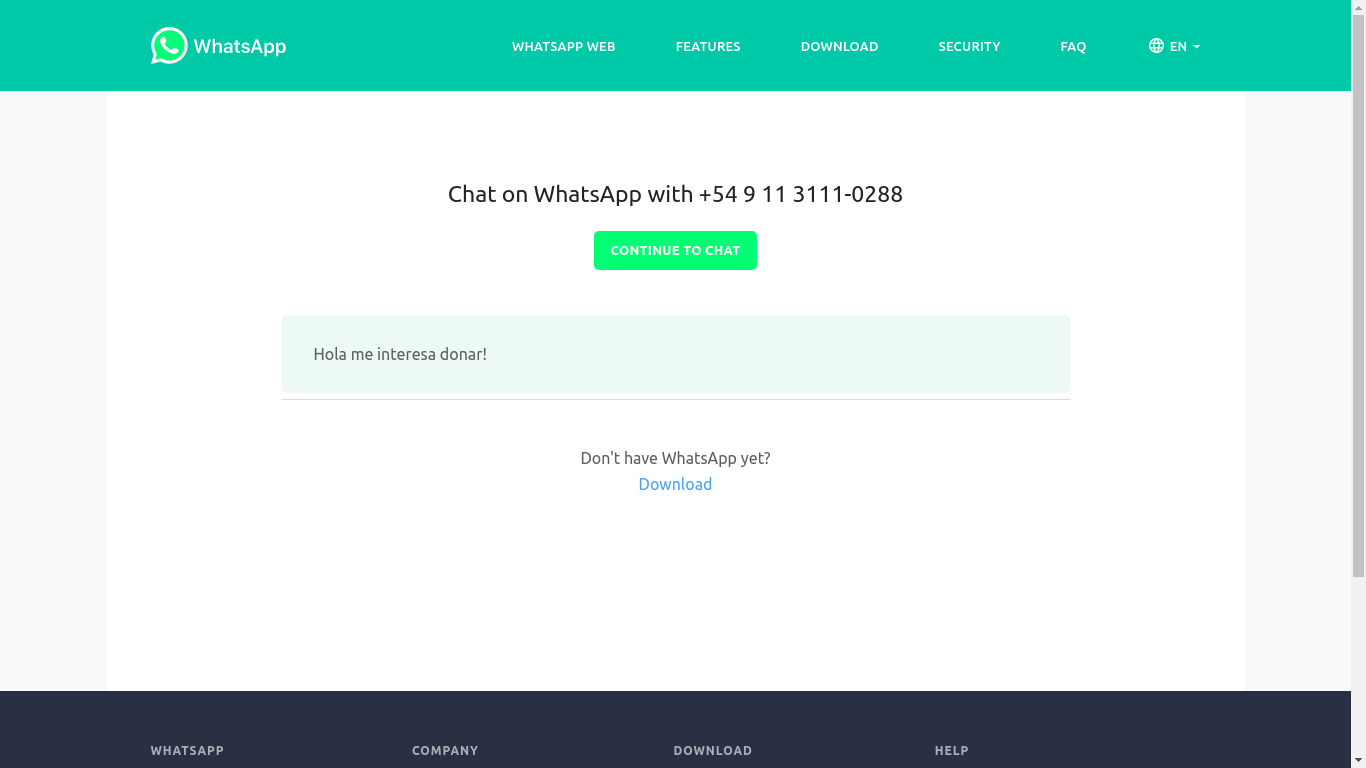 WhatsApp
WHATSAPP WEB
FEATURES
DOWNLOAD
SECURITY
FAQ
EN
Chat on WhatsApp with +54 9 11 3111-0288
CONTINUE TO CHAT
Hola me interesa donar!
Don't have WhatsApp yet?
Download
WHATSAPP
COMPANY
DOWNLOAD
HELP